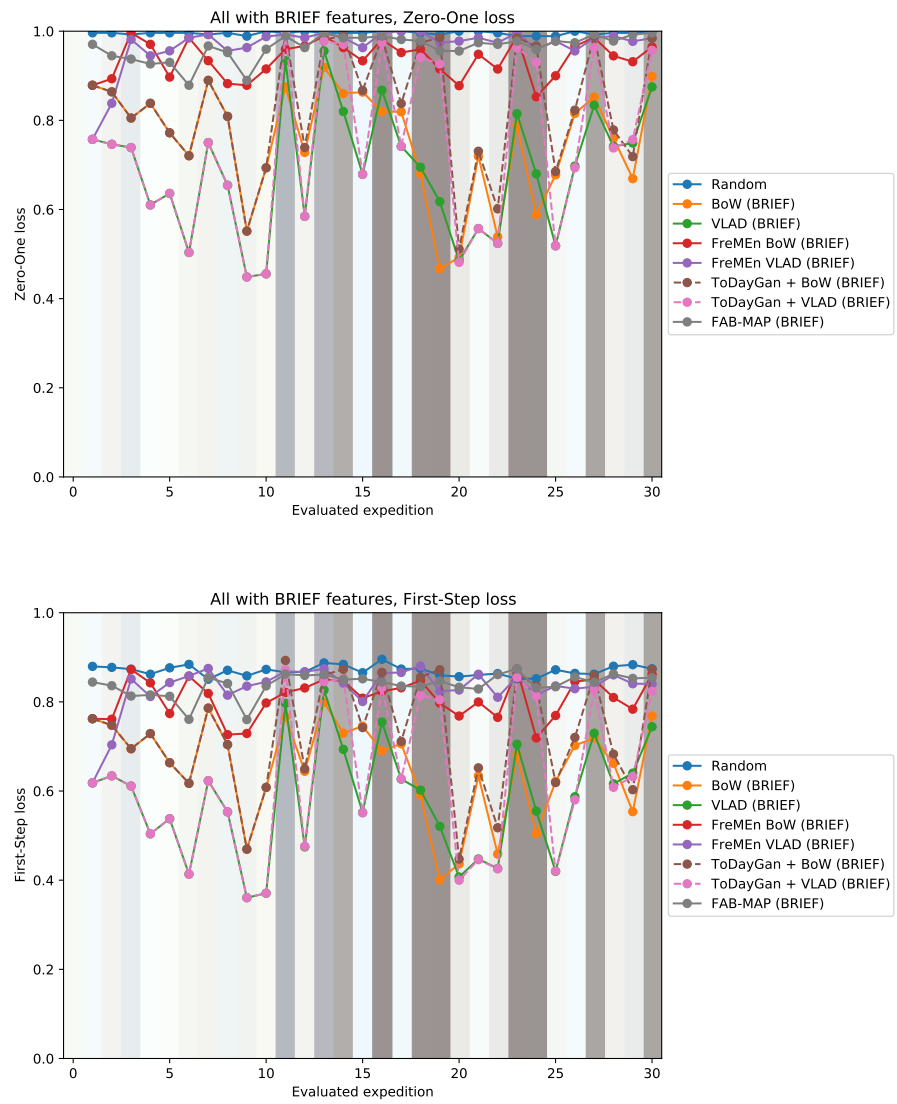 All with BRIEF features, Zero-One loss
1.0
0.8
0.6
0.4
0.2
0.0
Zero-One loss
0 5 10 15 20 25 30
Evaluated expedition
Random
BoW (BRIEF)
VLAD (BRIEF)
FreMEn BoW (BRIEF)
FreMEn VLAD (BRIEF)
ToDayGan + BoW (BRIEF)
ToDayGan + VLAD (BRIEF)
FAB-MAP (BRIEF)
All with BRIEF features, First-Step loss
1.0
0.8
0.6
0.4
0.2
0.0
First-Step loss
0 5 10 15 20 25 30
Evaluated expedition
Random
BoW (BRIEF)
VLAD (BRIEF)
FreMEn BoW (BRIEF)
FreMEn VLAD (BRIEF)
ToDayGan + BoW (BRIEF)
ToDayGan + VLAD (BRIEF)
FAB-MAP (BRIEF)